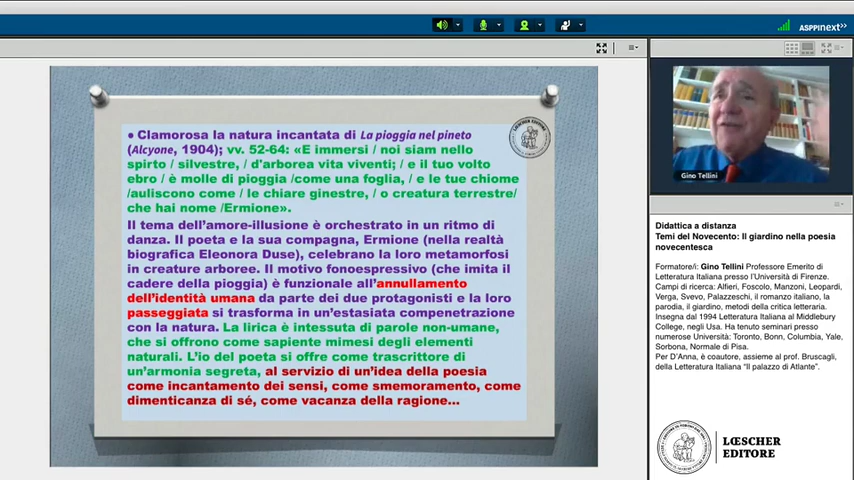 ASPPInext>>
• Clamorosa la natura incantata di La pioggia nel pineto
(Alcyone, 1904); vv. 52-64: «E immersi / noi siam nello
spirto / silvestre, / d'arborea vita viventi; / e il tuo volto
ebro / è molle di pioggia /come una foglia, / e le tue chiome
/auliscono come / le chiare ginestre, / o creatura terrestre/
che hai nome /Ermione».
Il tema dell'amore-illusione è orchestrato in un ritmo di
danza. Il poeta e la sua compagna, Ermione (nella realtà
biografica Eleonora Duse), celebrano la loro metamorfosi
in creature arboree. Il motivo fonoespressivo (che imita il
cadere della pioggia) è funzionale all'annullamento
dell'identità umana da parte dei due protagonisti e la loro
passeggiata si trasforma in un'estasiata compenetrazione
con la natura. La lirica è intessuta di parole non-umane,
che si offrono come sapiente mimesi degli elementi
naturali. L'io del poeta si offre come trascrittore di
un'armonia segreta, al servizio di un'idea della poesia
come incantamento dei sensi, come smemoramento, come
dimenticanza di sé, come vacanza della ragione...
LŒSCHER EDITORE
Gino Tellini
Didattica a distanza
Temi del Novecento: Il giardino nella poesia
novecentesca
Formatore/i: Gino Tellini Professore Emerito di
Letteratura Italiana presso l'Università di Firenze.
Campi di ricerca: Alfieri, Foscolo, Manzoni, Leopardi,
Verga, Svevo, Palazzeschi, il romanzo italiano, la
parodia, il giardino, metodi della critica letteraria.
Insegna dal 1994 Letteratura Italiana al Middlebury
College, negli Usa. Ha tenuto seminari presso
numerose Università: Toronto, Bonn, Columbia, Yale,
Sorbona, Normale di Pisa.
Per D'Anna, è coautore, assieme al prof. Bruscagli,
della Letteratura Italiana "Il palazzo di Atlante".
LŒSCHER
EDITORE